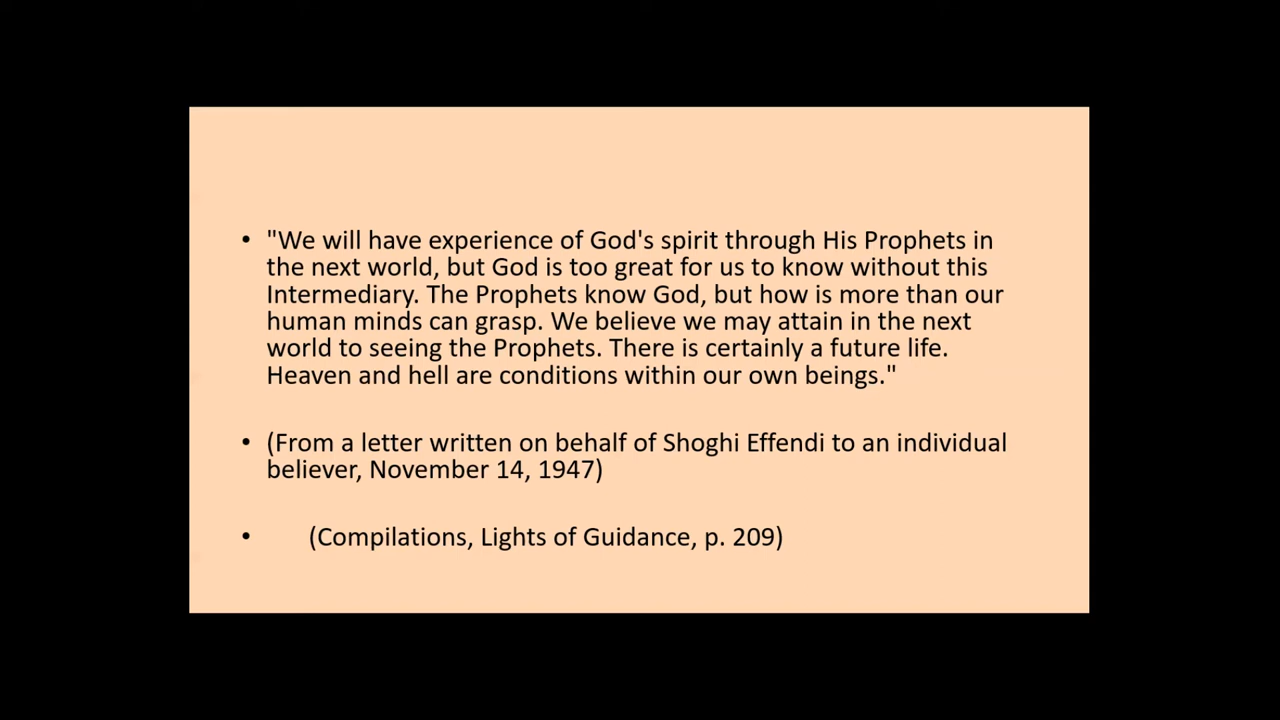 • "We will have experience of God's spirit through His Prophets in
the next world, but God is too great for us to know without this
Intermediary. The Prophets know God, but how is more than our
human minds can grasp. We believe we may attain in the next
world to seeing the Prophets. There is certainly a future life.
Heaven and hell are conditions within our own beings."
• (From a letter written on behalf of Shoghi Effendi to an individual
believer, November 14, 1947)
• (Compilations, Lights of Guidance, p. 209)